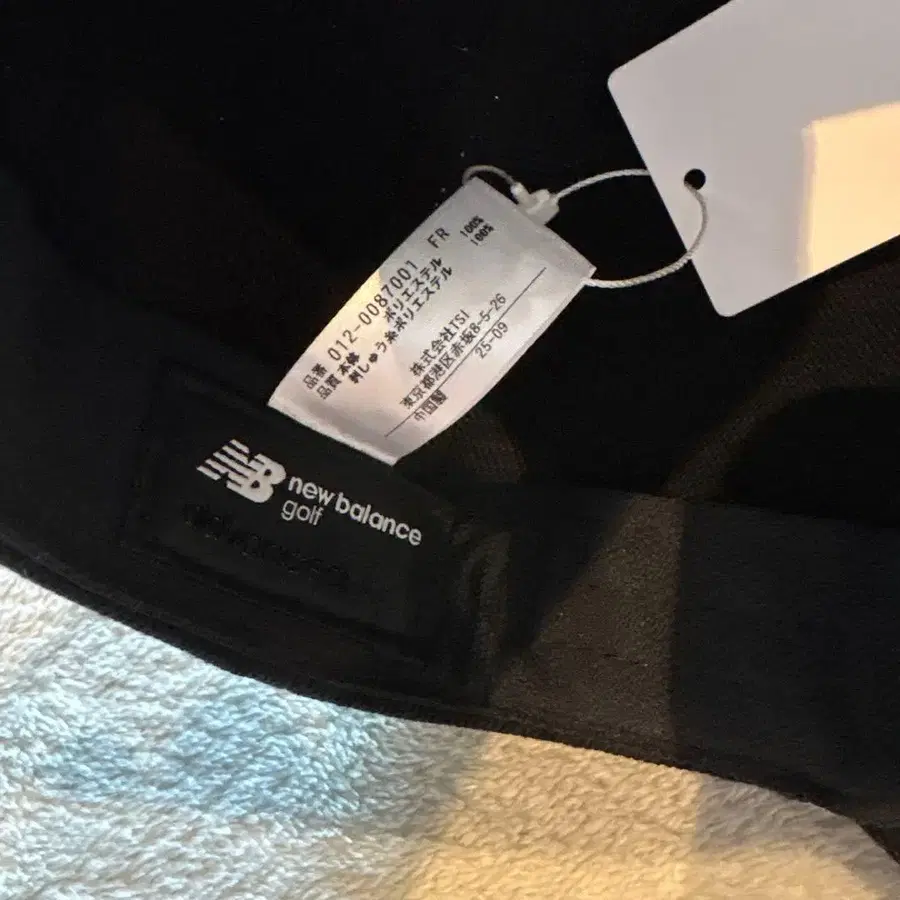 品番 012-0087001 FR
品質 本体 ポリエステル 100%
刺しゅう糸 ポリエステル 100%
株式会社TSI
東京都港区赤坂8-5-26
25-09
中国製
NB
new balance
golf